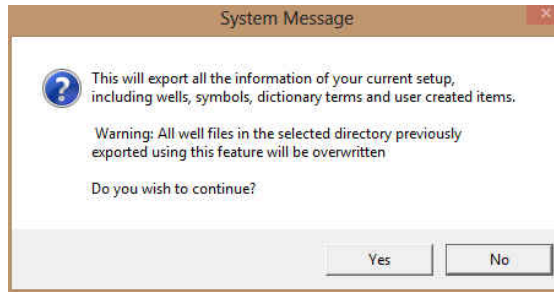 System Message
This will export all the information of your current setup,
including wells, symbols, dictionary terms and user created items.
Warning: All well files in the selected directory previously
exported using this feature will be overwritten
Do you wish to continue?
Yes
No